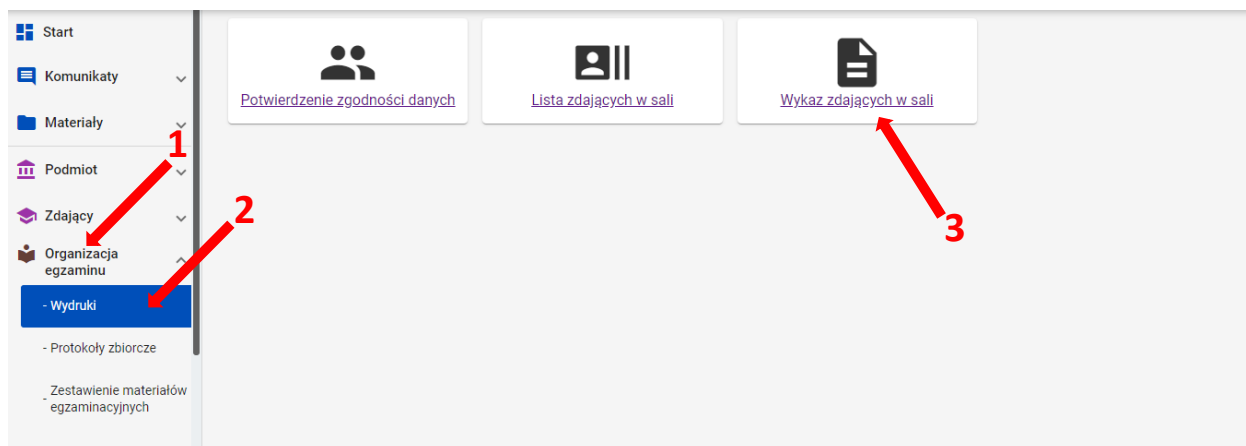 Start
Komunikaty
Materiały
1
Podmiot
Zdający
2
Organizacja
egzaminu
- Wydruki
- Protokoły zbiorcze
- Zestawienie materiałów
egzaminacyjnych
Potwierdzenie zgodności danych
Lista zdających w sali
Wykaz zdających w sali
3